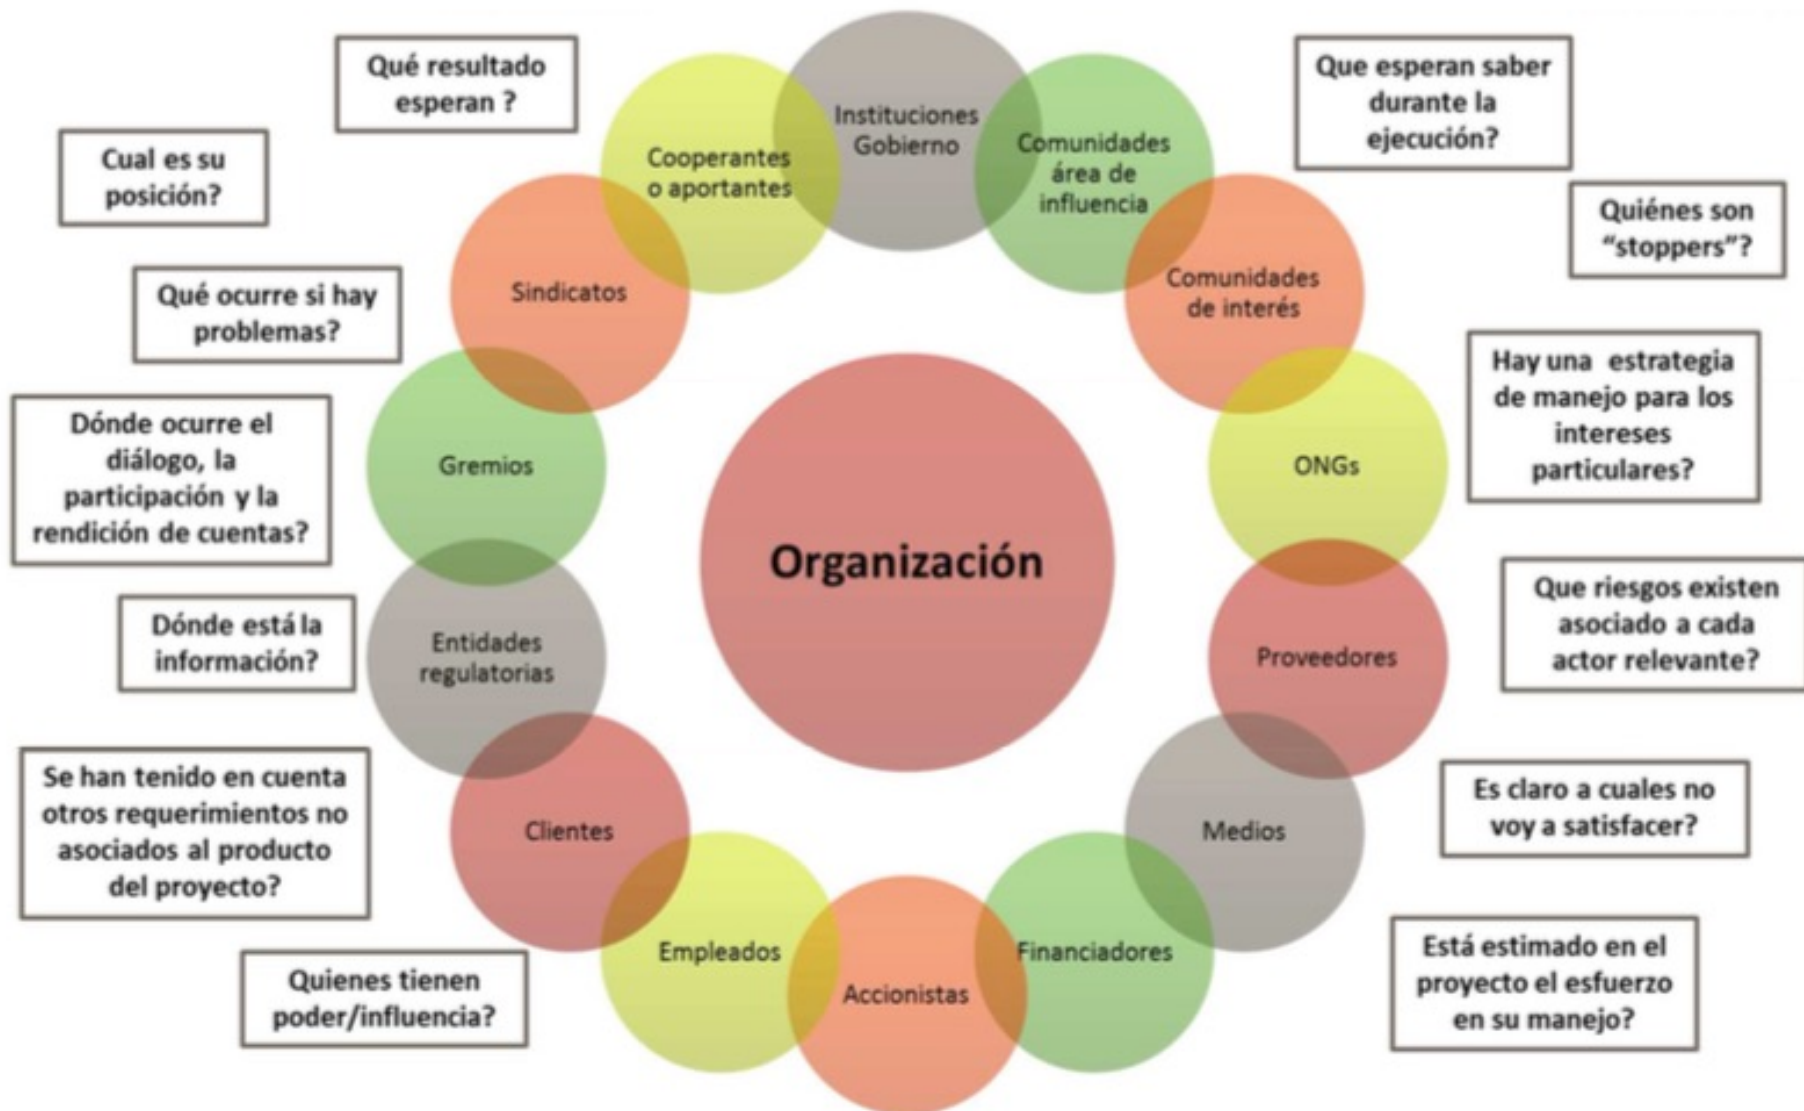 Qué resultado
esperan ?
Cual es su
posición?
Qué ocurre si hay
problemas?
Dónde ocurre el
diálogo, la
participación y la
rendición de cuentas?
Dónde está la
información?
Se han tenido en cuenta
otros requerimientos no
asociados al producto
del proyecto?
Quienes tienen
poder/influencia?
Instituciones
Gobierno
Comunidades
área de
influencia
Comunidades
de interés
ONGs
Proveedores
Medios
Financiadores
Accionistas
Empleados
Clientes
Entidades
regulatorias
Gremios
Sindicatos
Cooperantes
o aportantes
Organización
Que esperan saber
durante la
ejecución?
Quiénes son
“stoppers”?
Hay una estrategia
de manejo para los
intereses
particulares?
Que riesgos existen
asociado a cada
actor relevante?
Es claro a cuales no
voy a satisfacer?
Está estimado en el
proyecto el esfuerzo
en su manejo?